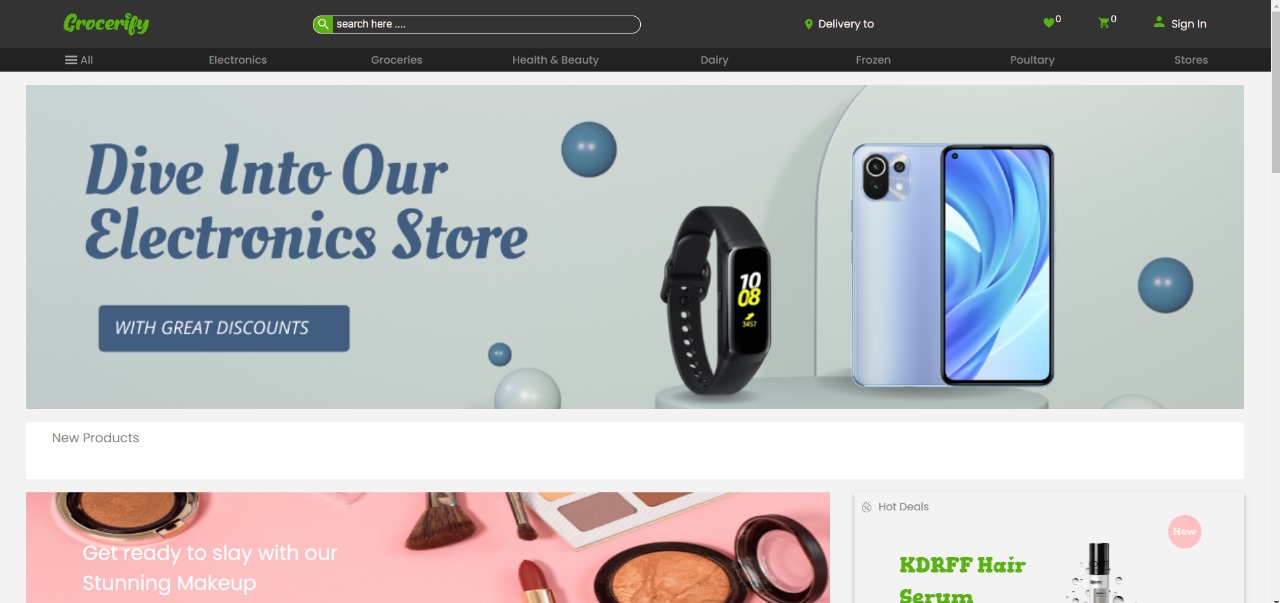 Grocerify
search here ....
Delivery to
0
0
Sign In
All
Electronics
Groceries
Health & Beauty
Dairy
Frozen
Poultary
Stores
Dive Into Our
Electronics Store
WITH GREAT DISCOUNTS
10
08
3457
New Products
Get ready to slay with our
Stunning Makeup
Hot Deals
New
KDRFF Hair
Serum